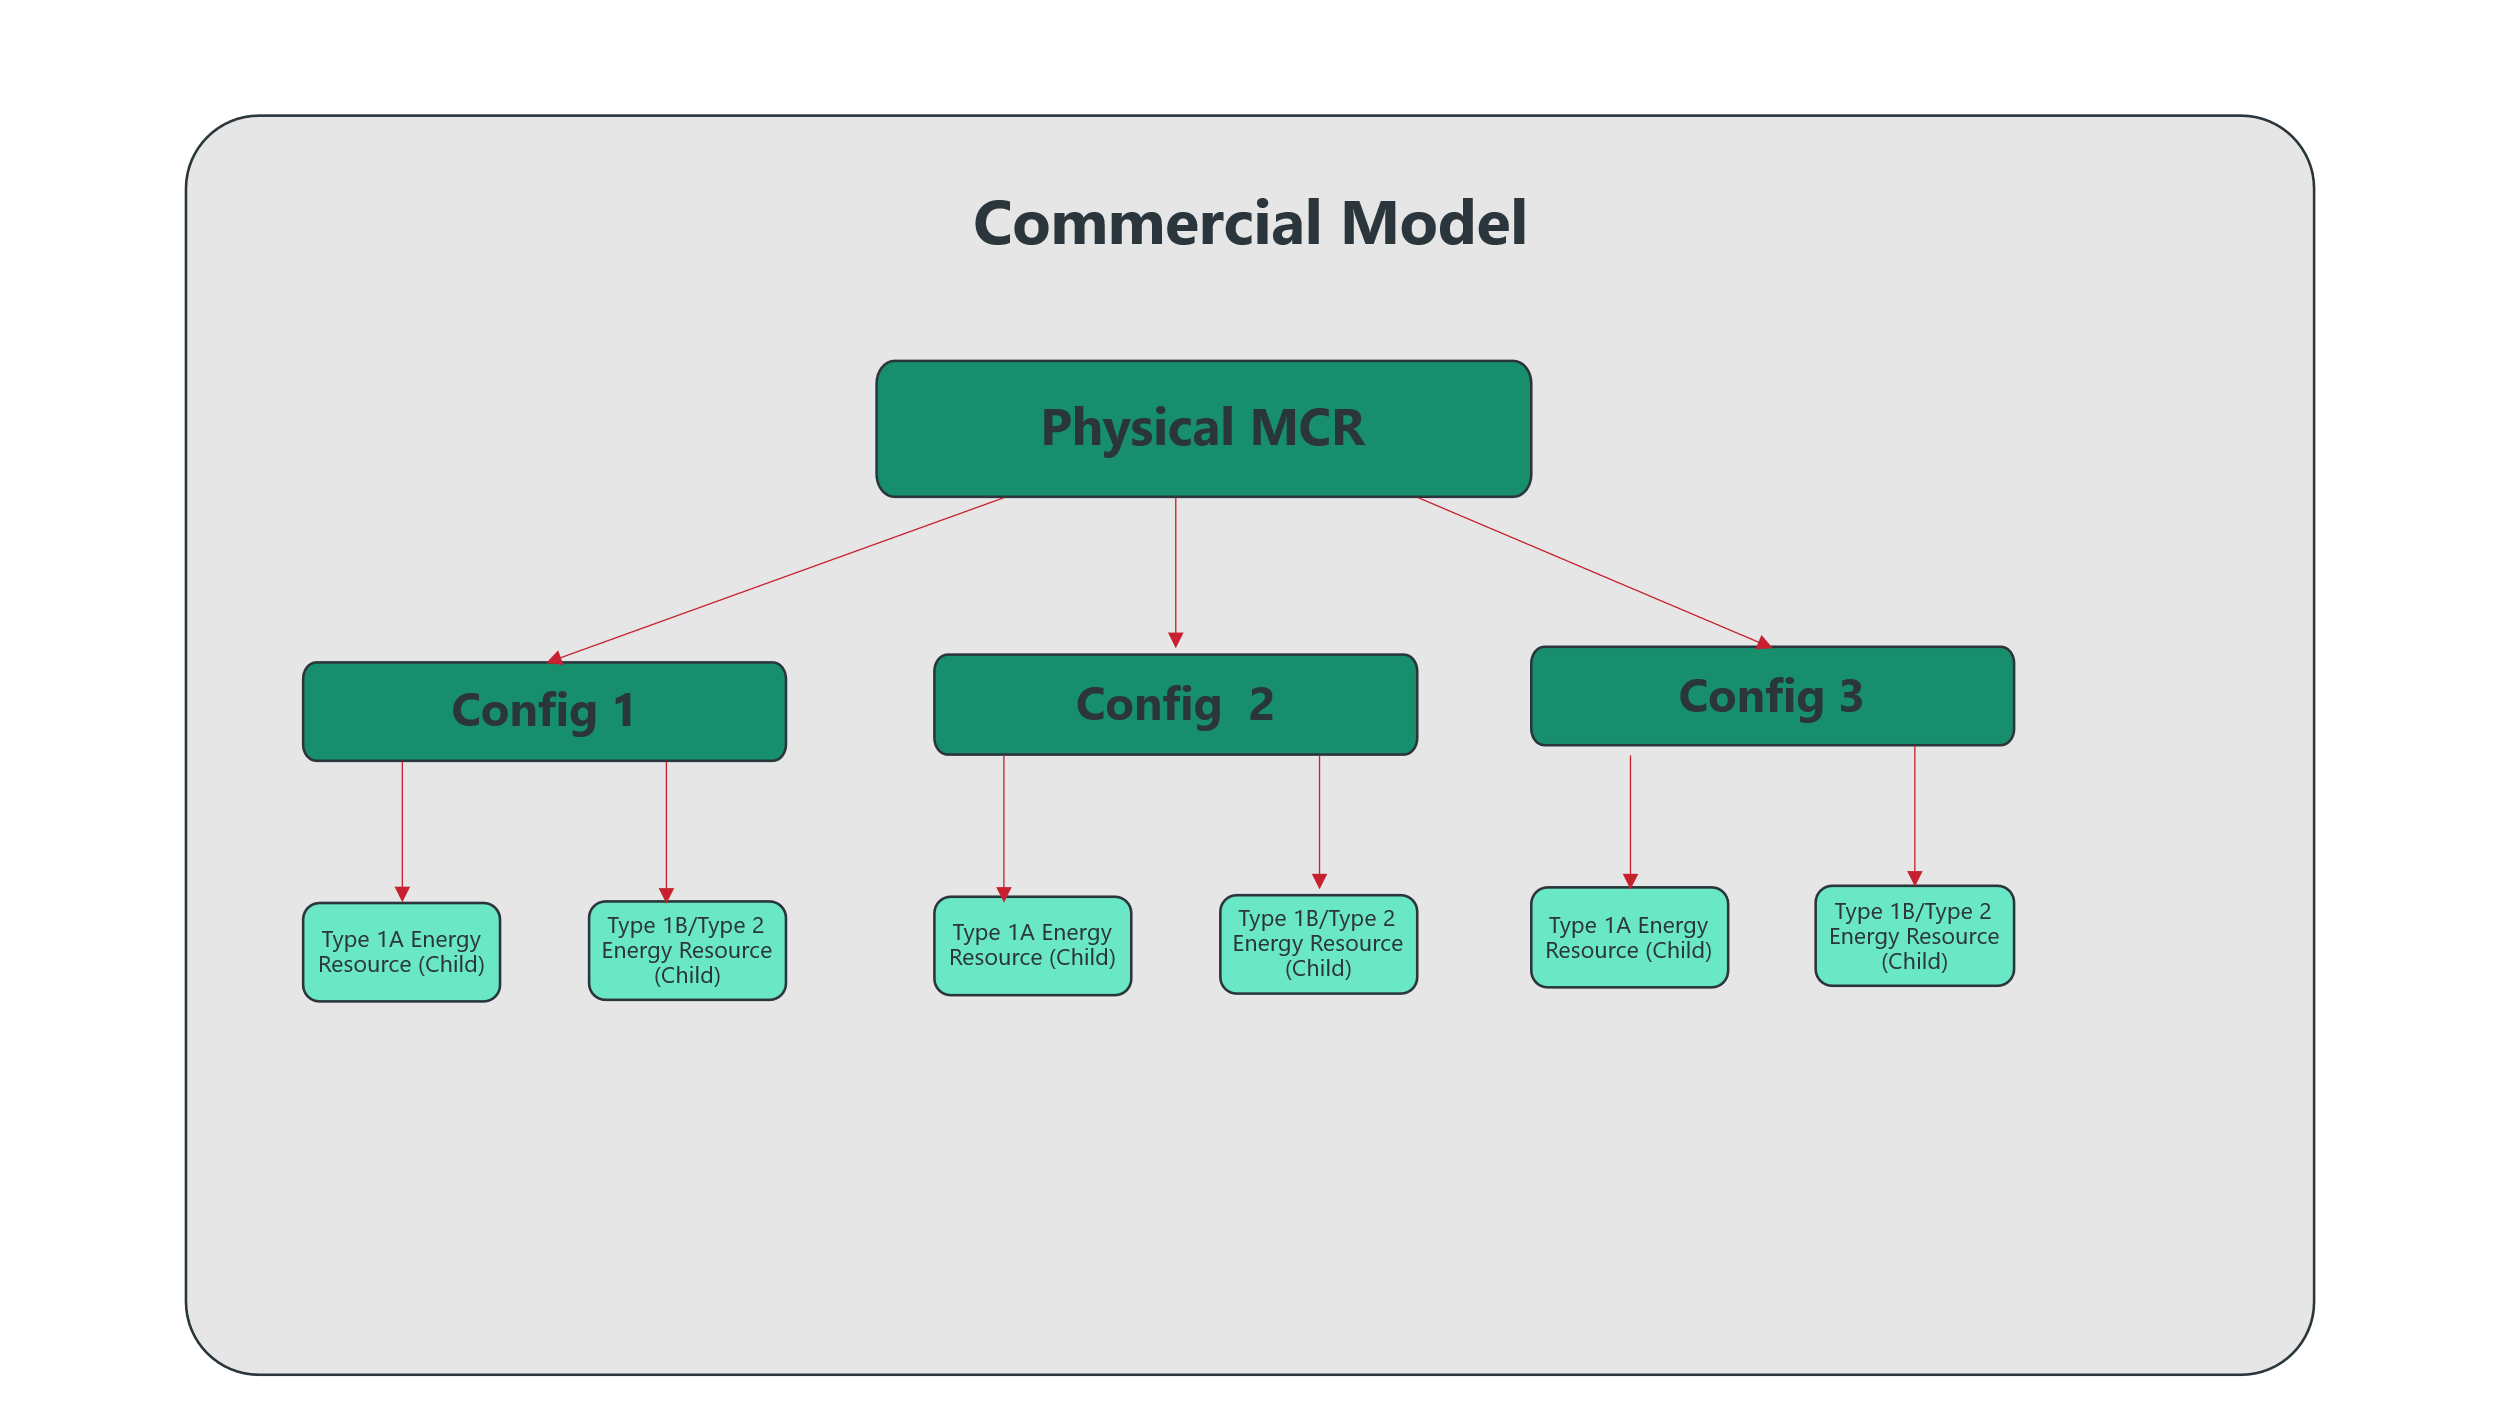 Commercial Model
Physical MCR
Config 1
Config  2
Config 3
Type 1A Energy
Resource (Child)
Type 1B/Type 2
Energy Resource
(Child)
Type 1A Energy
Resource (Child)
Type 1B/Type 2
Energy Resource
(Child)
Type 1A Energy
Resource (Child)
Type 1B/Type 2
Energy Resource
(Child)